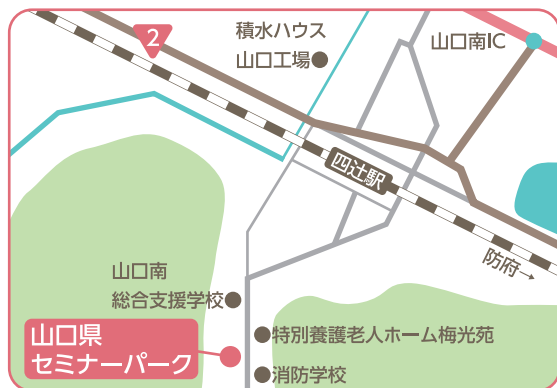 2
積水ハウス
山口工場
山口南IC
四辻駅
防府→
山口南
総合支援学校
山口県
セミナーパーク
特別養護老人ホーム梅光苑
消防学校